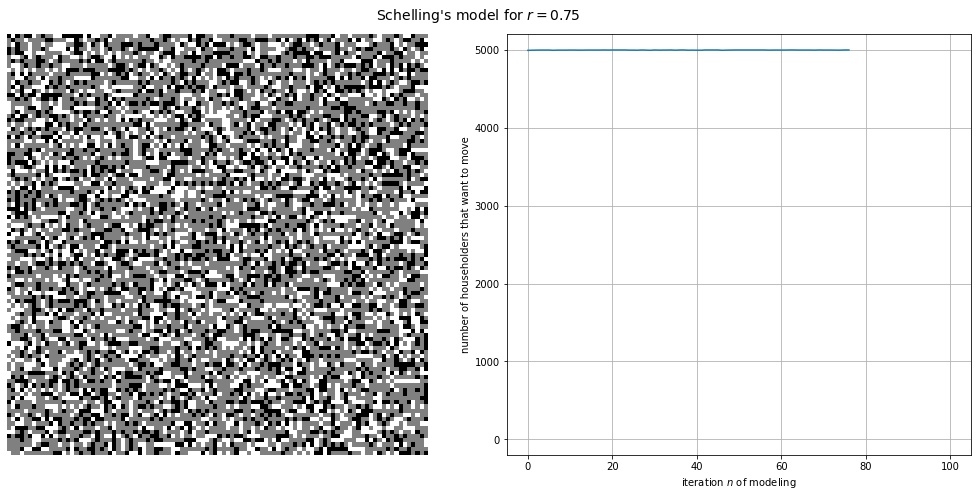 Schelling's model for r = 0.75
number of householders that want to move
5000
4000
3000
2000
1000
0
0 20 40 60 80 100
iteration n of modeling